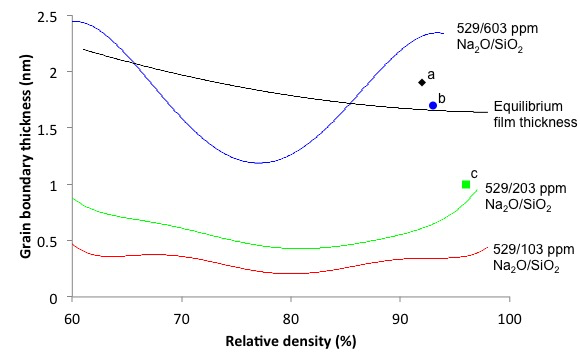 2.5
2
1.5
1
0.5
0
60
70
80
90
100
Grain boundary thickness (nm)
Relative density (%)
529/603 ppm
Na₂O/SiO₂
a
b
Equilibrium
film thickness
c
529/203 ppm
Na₂O/SiO₂
529/103 ppm
Na₂O/SiO₂